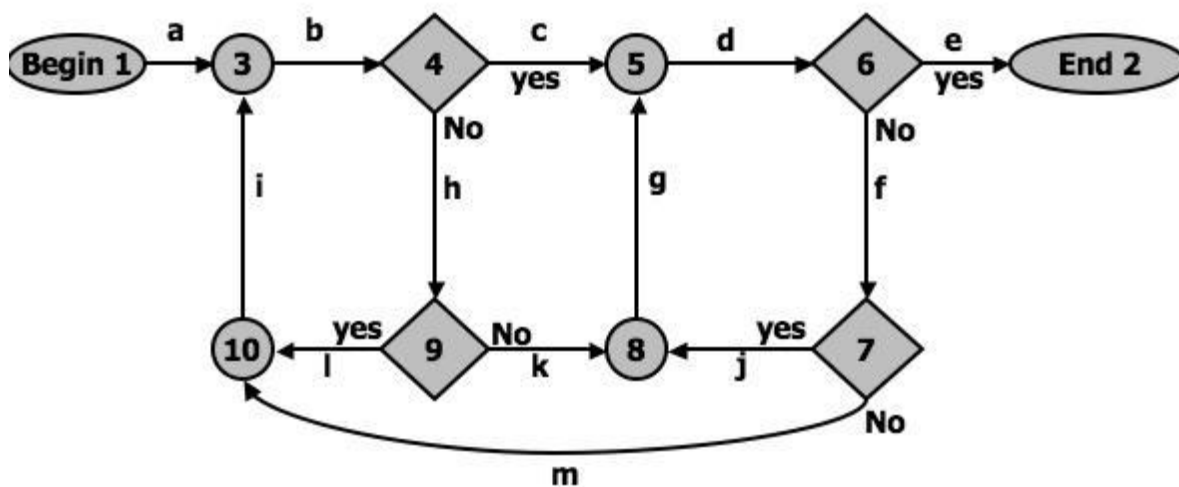 a b c d e
Begin 1 3 4 5 6 End 2
yes yes
No No
i h g f
yes No yes
10 9 8 7
l k j
No
m